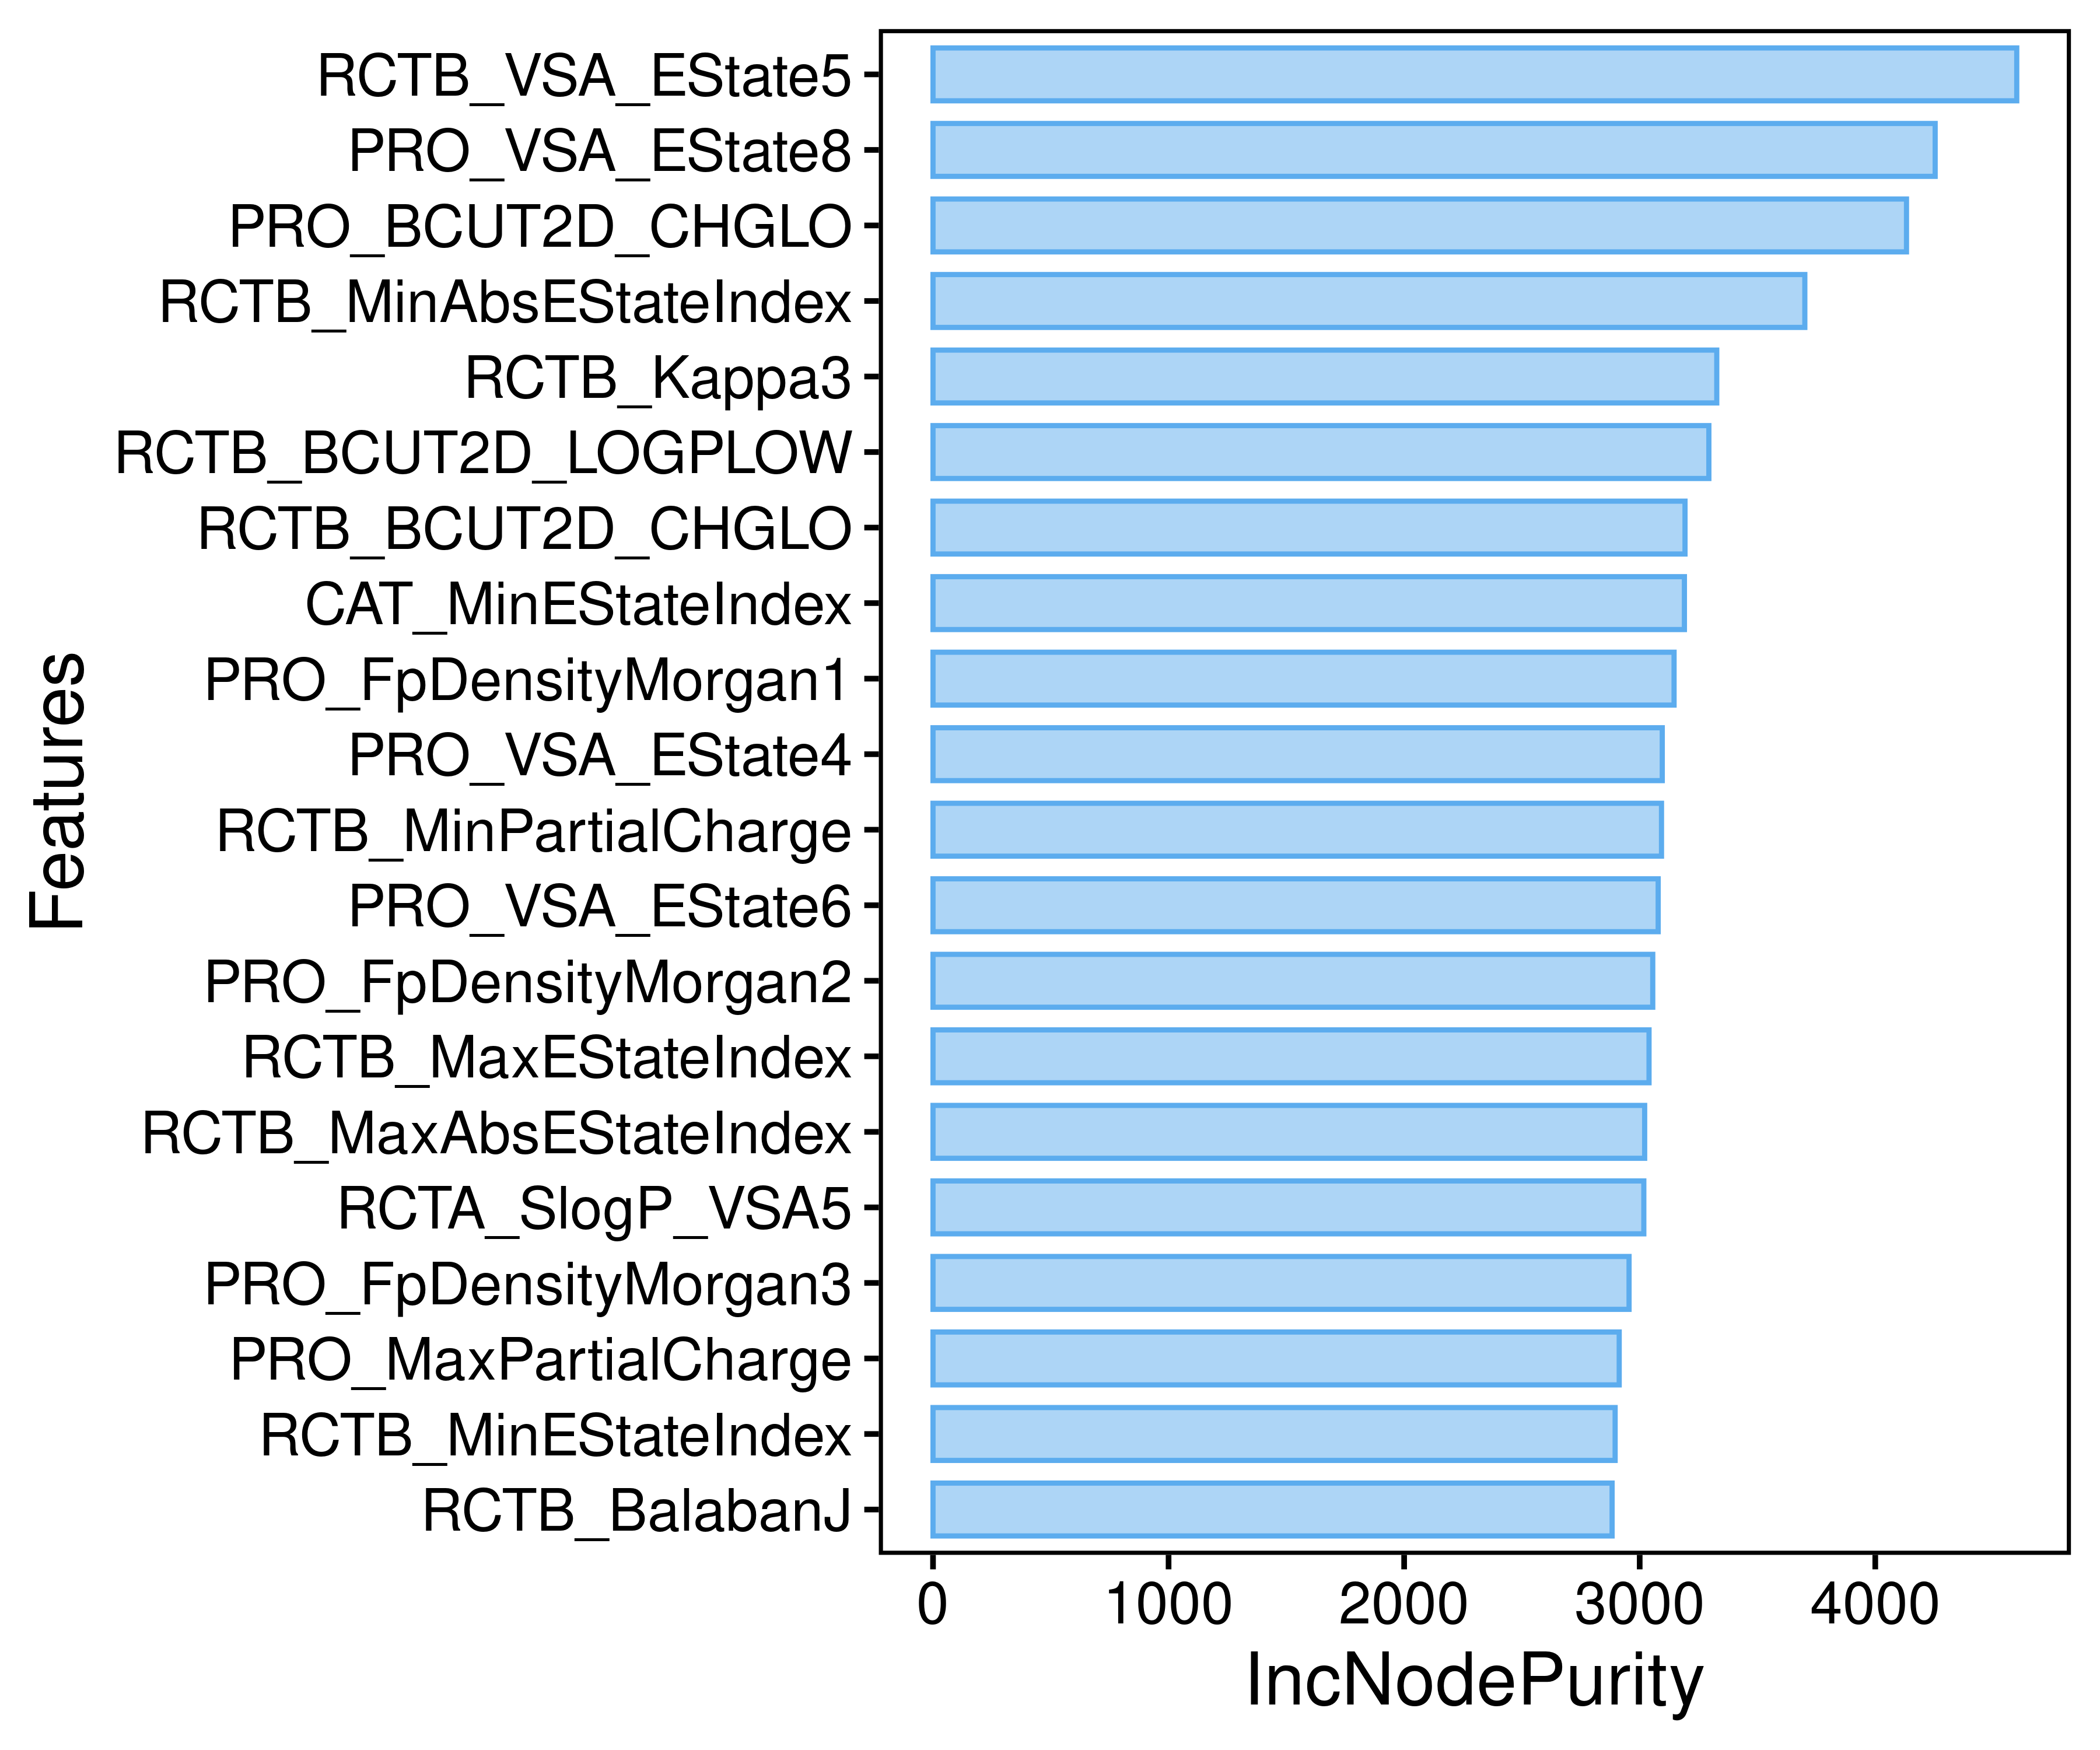 RCTB_VSA_EState5
PRO_VSA_EState8
PRO_BCUT2D_CHGLO
RCTB_MinAbsEStateIndex
RCTB_Kappa3
RCTB_BCUT2D_LOGPLOW
RCTB_BCUT2D_CHGLO
CAT_MinEStateIndex
PRO_FpDensityMorgan1
PRO_VSA_EState4
RCTB_MinPartialCharge
PRO_VSA_EState6
PRO_FpDensityMorgan2
RCTB_MaxEStateIndex
RCTB_MaxAbsEStateIndex
RCTA_SlogP_VSA5
PRO_FpDensityMorgan3
PRO_MaxPartialCharge
RCTB_MinEStateIndex
RCTB_BalabanJ
Features
0 1000 2000 3000 4000
IncNodePurity